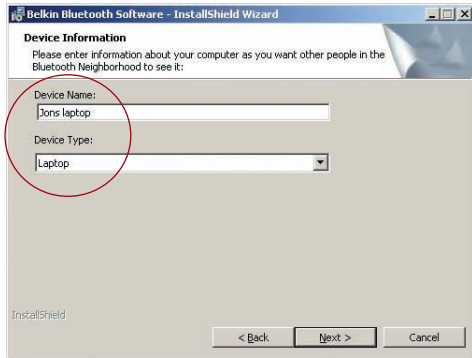 Belkin Bluetooth Software - InstallShield Wizard
Device Information
Please enter information about your computer as you want other people in the
Bluetooth Neighborhood to see it:
Device Name:
Jons laptop
Device Type:
Laptop
InstallShield
< Back Next > Cancel